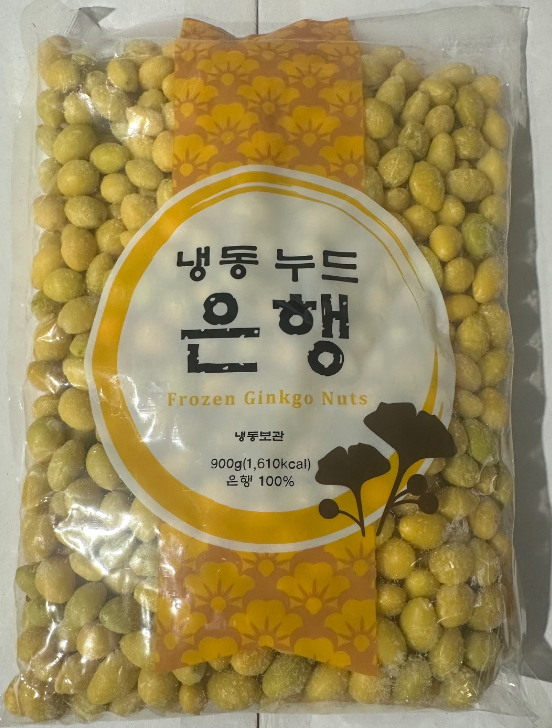 냉동 누드
은행
Frozen Ginkgo Nuts
냉동보관
900g(1,610kcal)
은행 100%